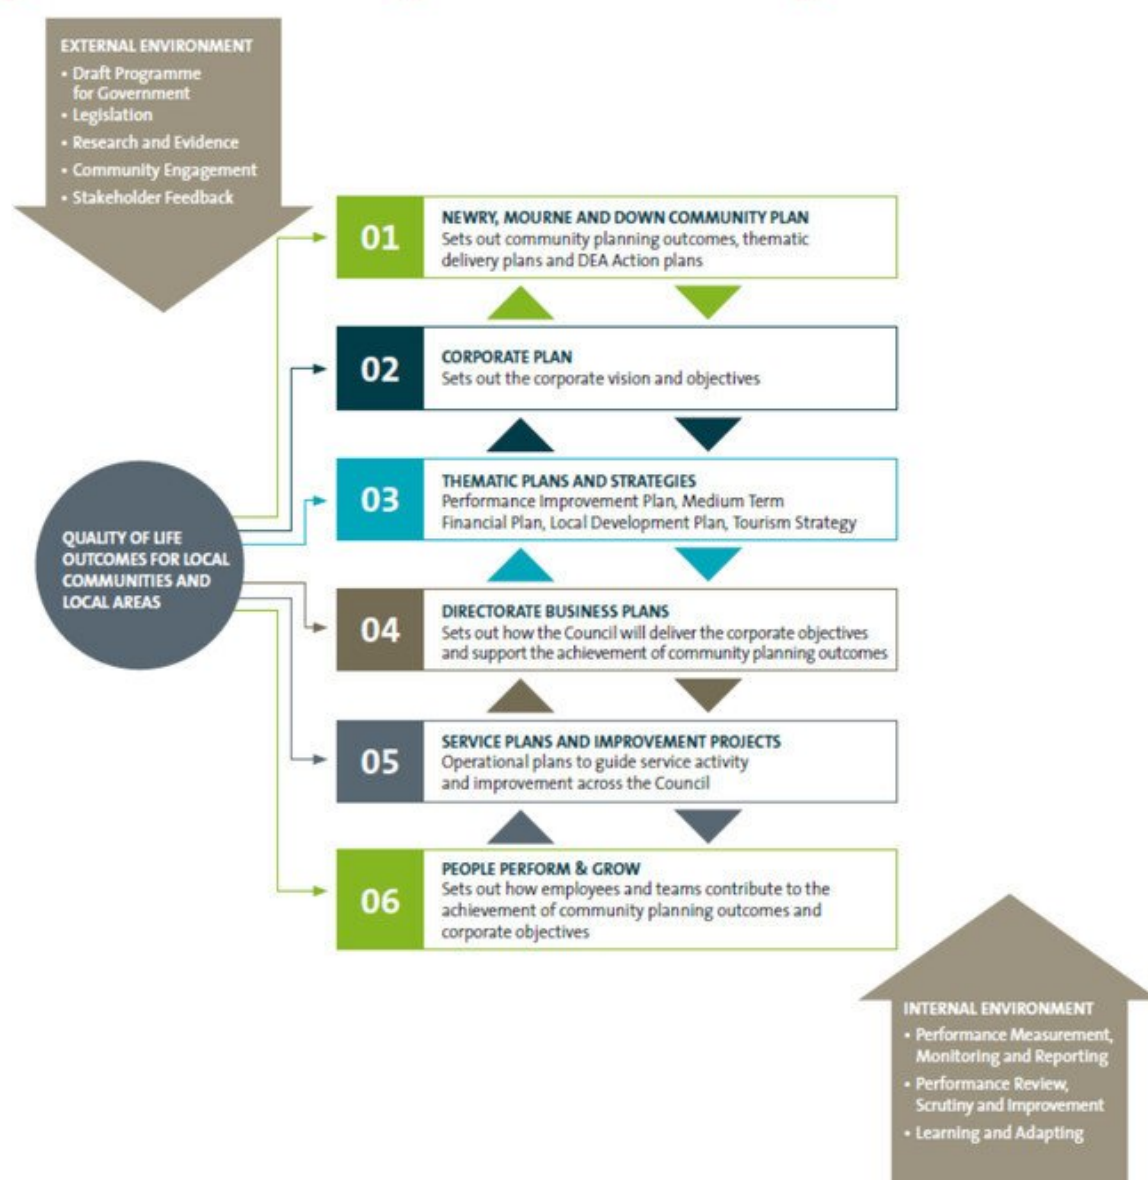 EXTERNAL ENVIRONMENT
• Draft Programme
for Government
• Legislation
• Research and Evidence
• Community Engagement
• Stakeholder Feedback
01
NEWRY, MOURNE AND DOWN COMMUNITY PLAN
Sets out community planning outcomes, thematic
delivery plans and DEA Action plans
02
CORPORATE PLAN
Sets out the corporate vision and objectives
03
THEMATIC PLANS AND STRATEGIES
Performance Improvement Plan, Medium Term
Financial Plan, Local Development Plan, Tourism Strategy
QUALITY OF LIFE
OUTCOMES FOR LOCAL
COMMUNITIES AND
LOCAL AREAS
04
DIRECTORATE BUSINESS PLANS
Sets out how the Council will deliver the corporate objectives
and support the achievement of community planning outcomes
05
SERVICE PLANS AND IMPROVEMENT PROJECTS
Operational plans to guide service activity
and improvement across the Council
06
PEOPLE PERFORM & GROW
Sets out how employees and teams contribute to the
achievement of community planning outcomes and
corporate objectives
INTERNAL ENVIRONMENT
• Performance Measurement,
Monitoring and Reporting
• Performance Review,
Scrutiny and Improvement
• Learning and Adapting